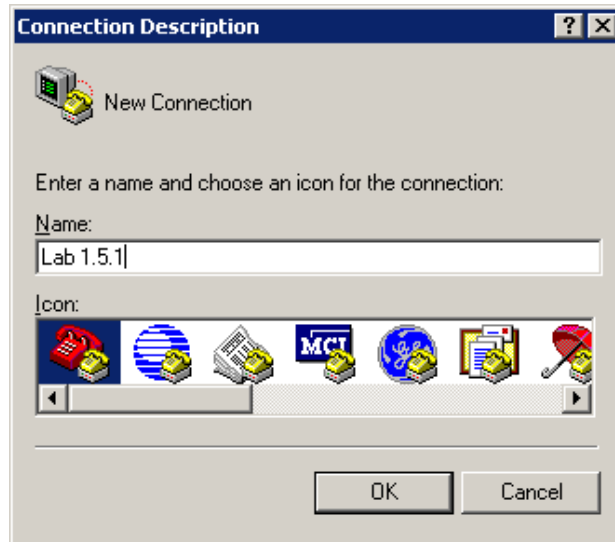 Connection Description
New Connection
Enter a name and choose an icon for the connection:
Name:
Lab 1.5.1
Icon:
MCI
OK Cancel